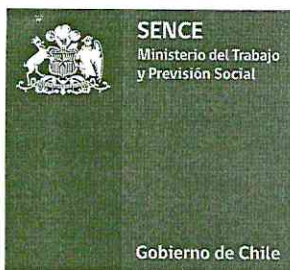 SENCE
Ministerio del Trabajo
y Previsión Social
Gobierno de Chile